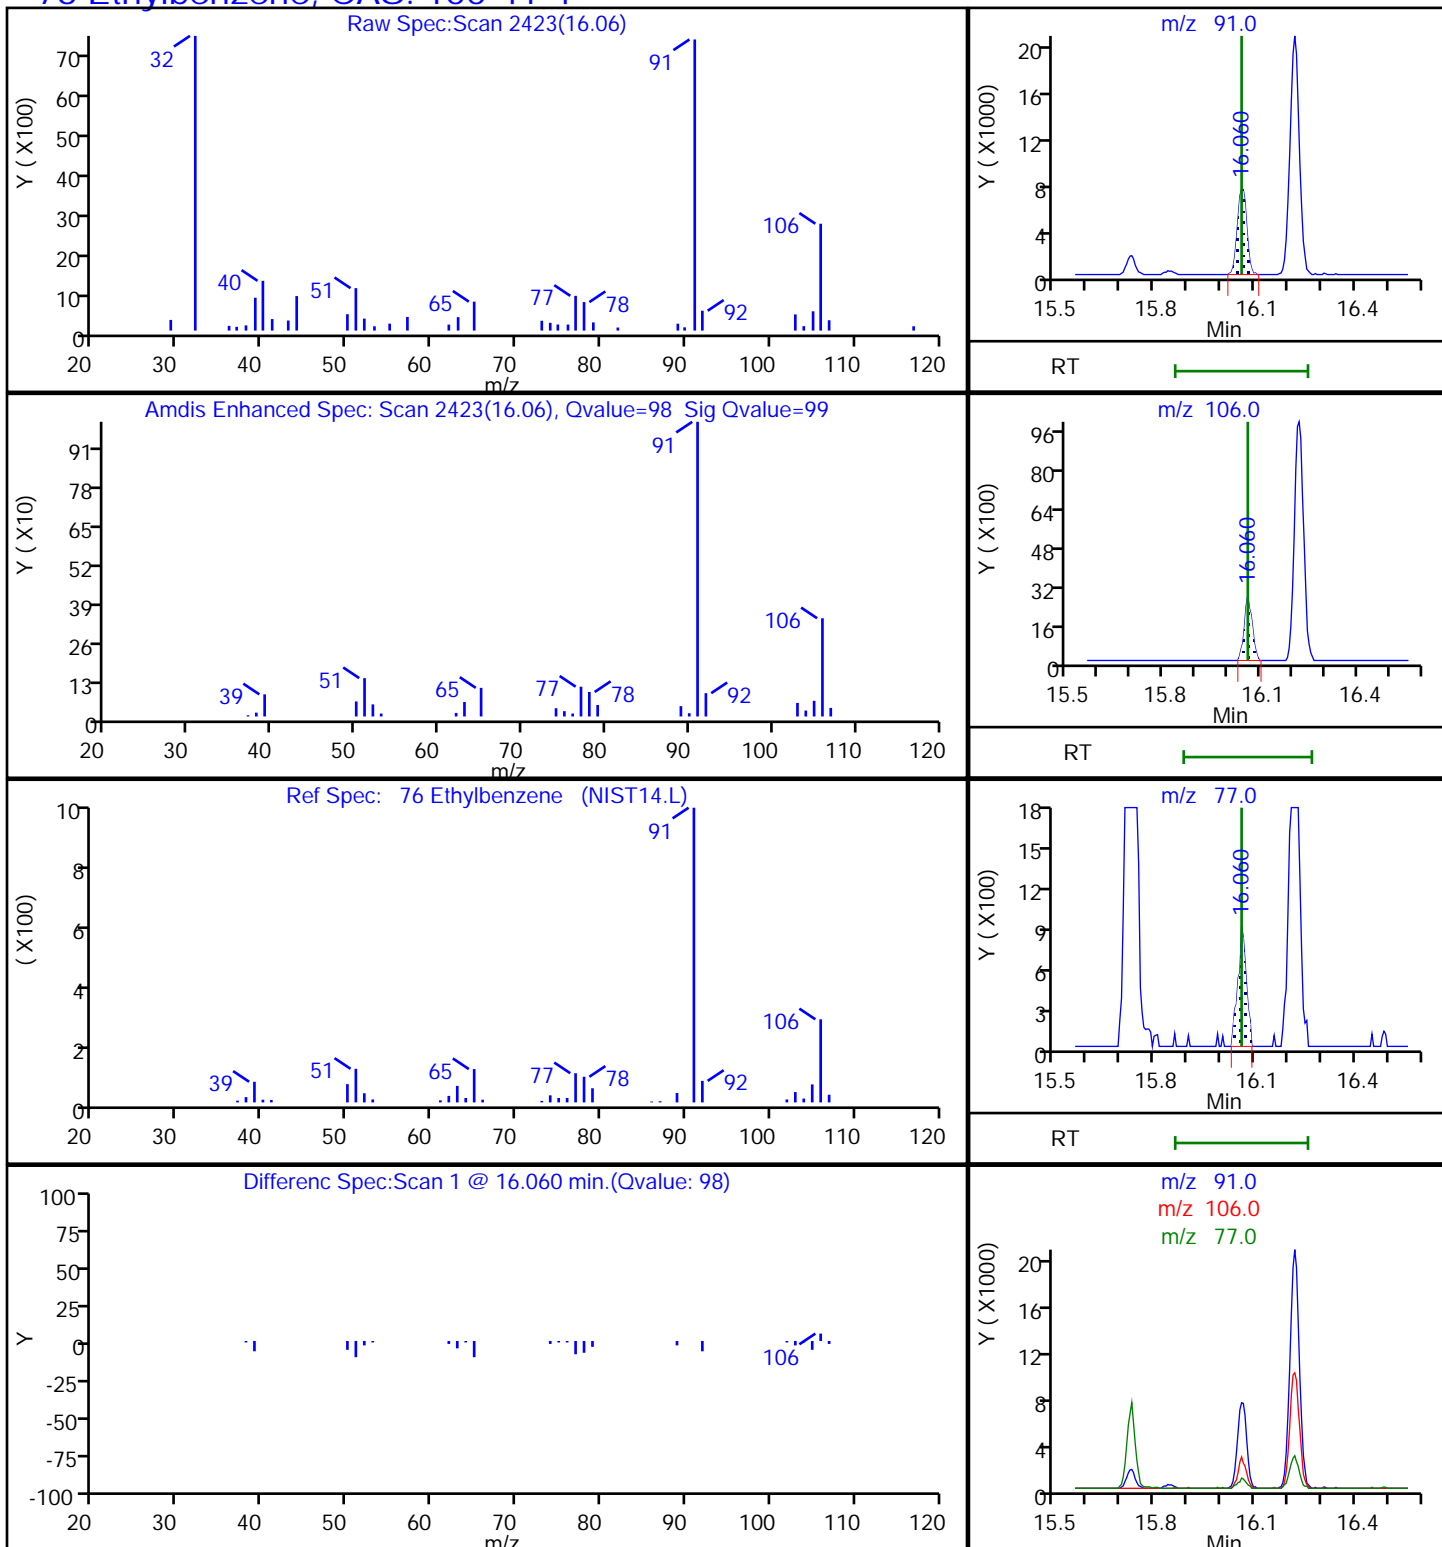 Raw Spec:Scan 2423(16.06)
Y ( X100)
70
60
50
40
30
20
10
0
32
91
106
40
51
65
77
78
92
20 30 40 50 60 70 80 90 100 110 120
m/z
m/z 91.0
Y ( X1000)
20
16
12
8
4
0
16.060
15.5 15.8 16.1 16.4
Min
RT
Amdis Enhanced Spec: Scan 2423(16.06), Qvalue=98 Sig Qvalue=99
Y ( X10)
91
78
65
52
39
26
13
0
91
106
39
51
65
77
78
92
20 30 40 50 60 70 80 90 100 110 120
m/z
m/z 106.0
Y ( X100)
96
80
64
48
32
16
0
16.060
15.5 15.8 16.1 16.4
Min
RT
Ref Spec: 76 Ethylbenzene (NIST14.L)
( X100)
10
8
6
4
2
0
91
106
39
51
65
77
78
92
20 30 40 50 60 70 80 90 100 110 120
m/z 77.0
Y ( X100)
18
15
12
9
6
3
0
16.060
15.5 15.8 16.1 16.4
Min
RT
Differenc Spec:Scan 1 @ 16.060 min.(Qvalue: 98)
Y
100
75
50
25
0
-25
-50
-75
-100
106
20 30 40 50 60 70 80 90 100 110 120
m/z
m/z 91.0
m/z 106.0
m/z 77.0
Y ( X1000)
20
16
12
8
4
0
15.5 15.8 16.1 16.4
Min